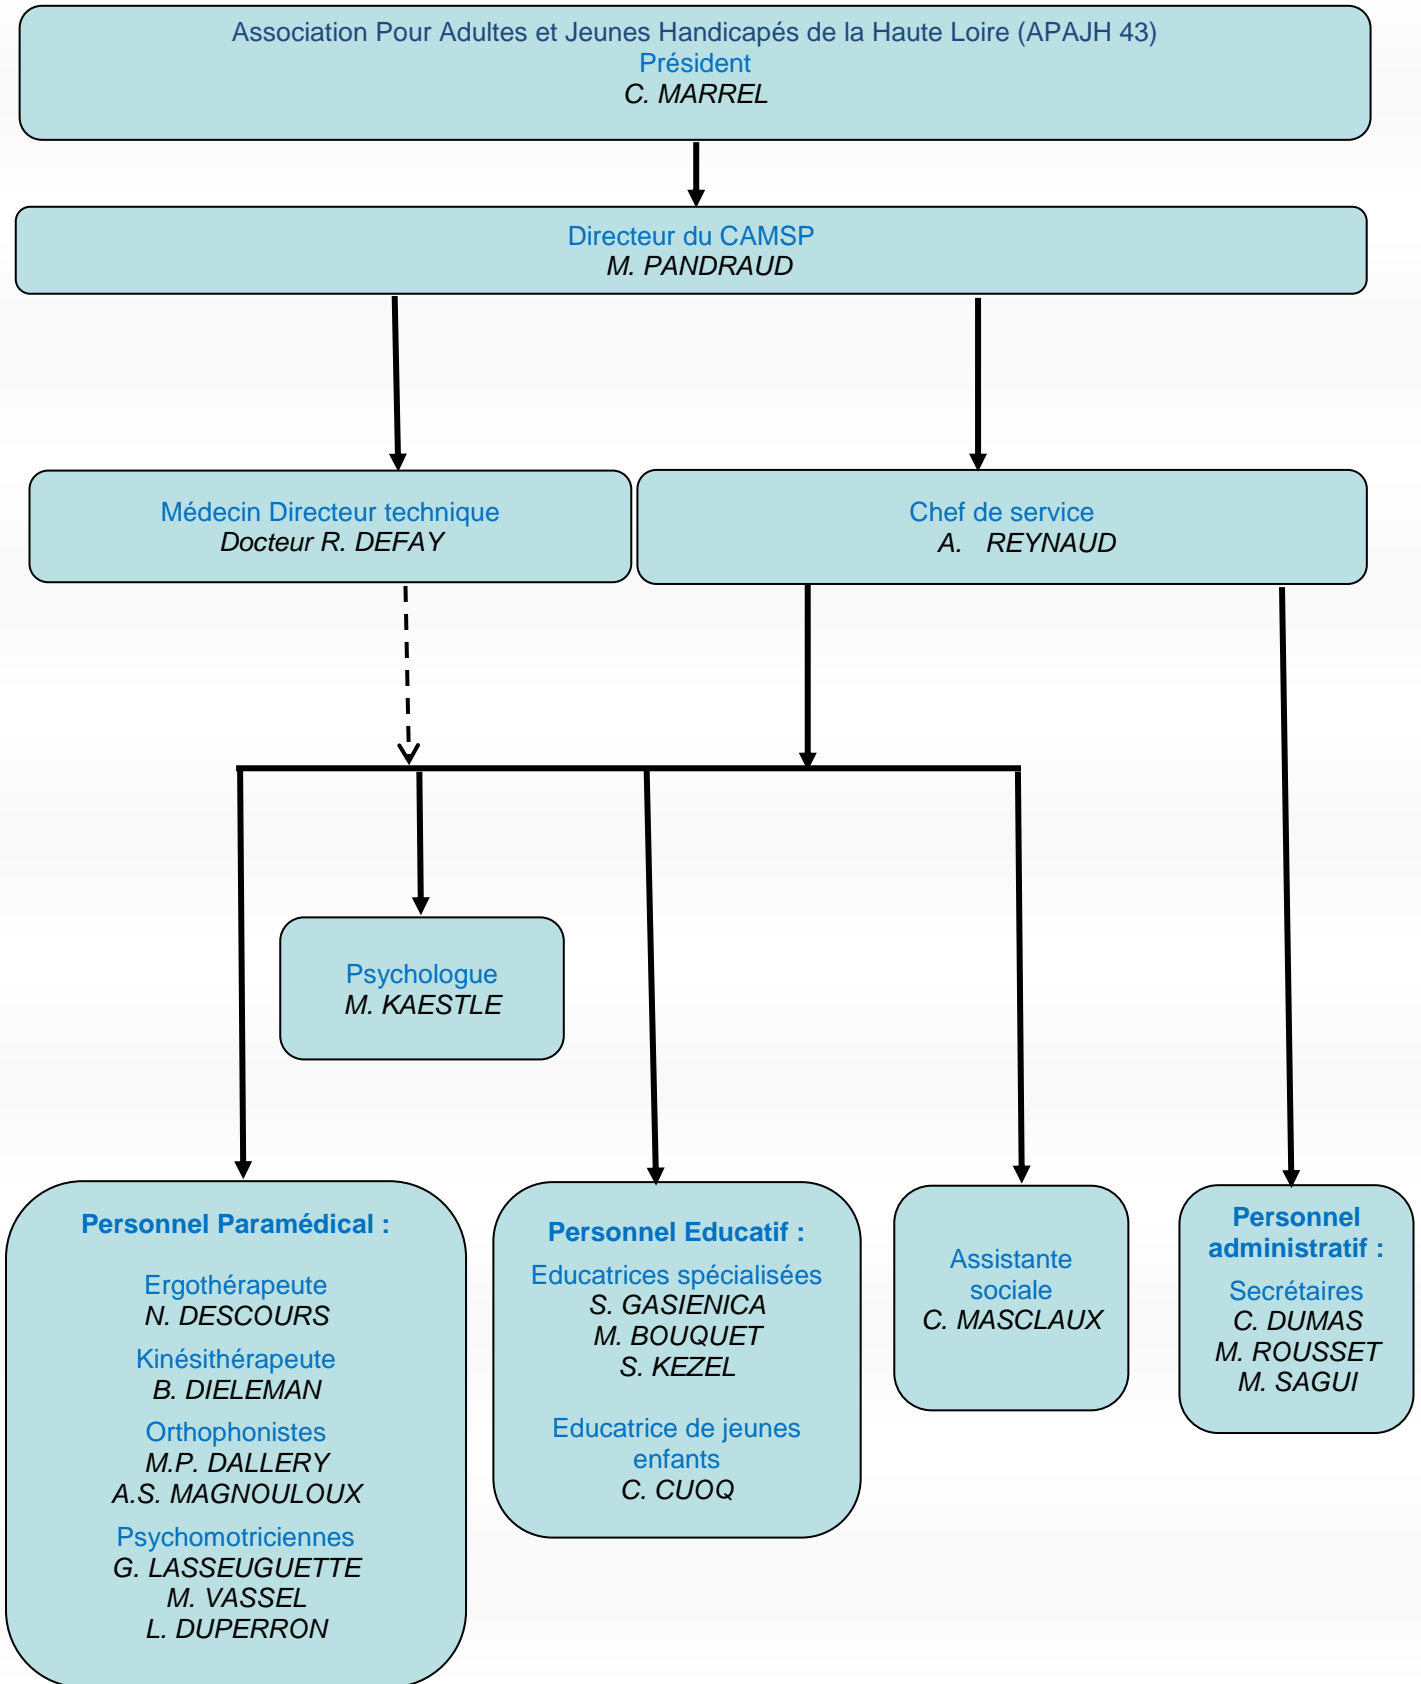 Association Pour Adultes et Jeunes Handicapés de la Haute Loire (APAJH 43)
Président
C. MARREL
Directeur du CAMSP
M. PANDRAUD
Médecin Directeur technique
Docteur R. DEFAY
Chef de service
A. REYNAUD
Psychologue
M. KAESTLE
Personnel Paramédical :
Ergothérapeute
N. DESCOURS
Kinésithérapeute
B. DIELEMAN
Orthophonistes
M.P. DALLERY
A.S. MAGNOULOUX
Psychomotriciennes
G. LASSEUGUETTE
M. VASSEL
L. DUPERRON
Personnel Educatif :
Educatrices spécialisées
S. GASIENICA
M. BOUQUET
S. KEZEL
Educatrice de jeunes
enfants
C. CUOQ
Assistante
sociale
C. MASCLAUX
Personnel
administratif :
Secrétaires
C. DUMAS
M. ROUSSET
M. SAGUI